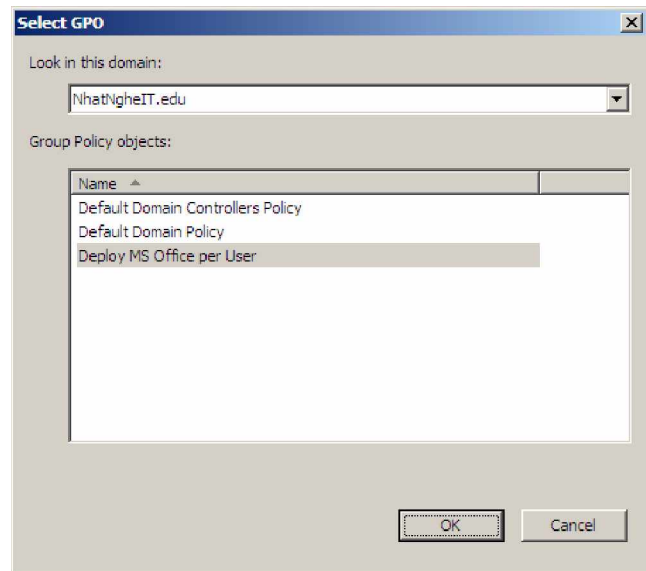 Select GPO
Look in this domain:
NhatNgheIT.edu
Group Policy objects:
Name
Default Domain Controllers Policy
Default Domain Policy
Deploy MS Office per User
OK Cancel